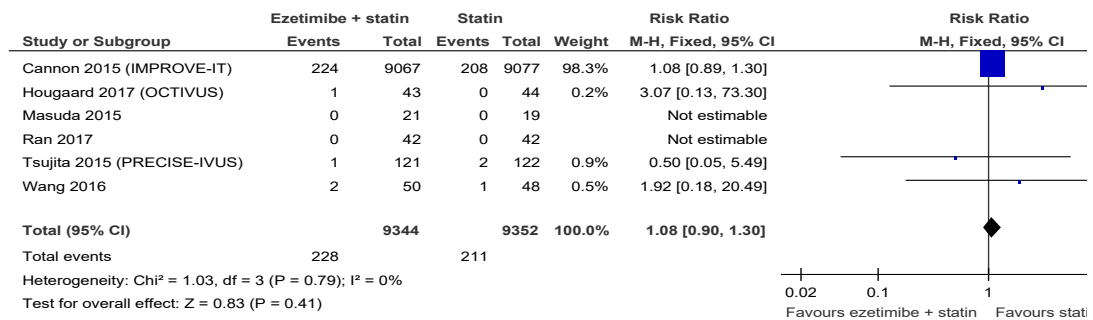 Ezetimibe + statin Statin Risk Ratio Risk Ratio
Study or Subgroup Events Total Events Total Weight M-H, Fixed, 95% CI M-H, Fixed, 95% CI
Cannon 2015 (IMPROVE-IT) 224 9067 208 9077 98.3% 1.08 [0.89, 1.30]
Hougaard 2017 (OCTIVUS) 1 43 0 44 0.2% 3.07 [0.13, 73.30]
Masuda 2015 0 21 0 19 Not estimable
Ran 2017 0 42 0 42 Not estimable
Tsujita 2015 (PRECISE-IVUS) 1 121 2 122 0.9% 0.50 [0.05, 5.49]
Wang 2016 2 50 1 48 0.5% 1.92 [0.18, 20.49]
Total (95% CI) 9344 9352 100.0% 1.08 [0.90, 1.30]
Total events 228 211
Heterogeneity: Chi² = 1.03, df = 3 (P = 0.79); I² = 0%
Test for overall effect: Z = 0.83 (P = 0.41)
0.02 0.1 1
Favours ezetimibe + statin Favours stati